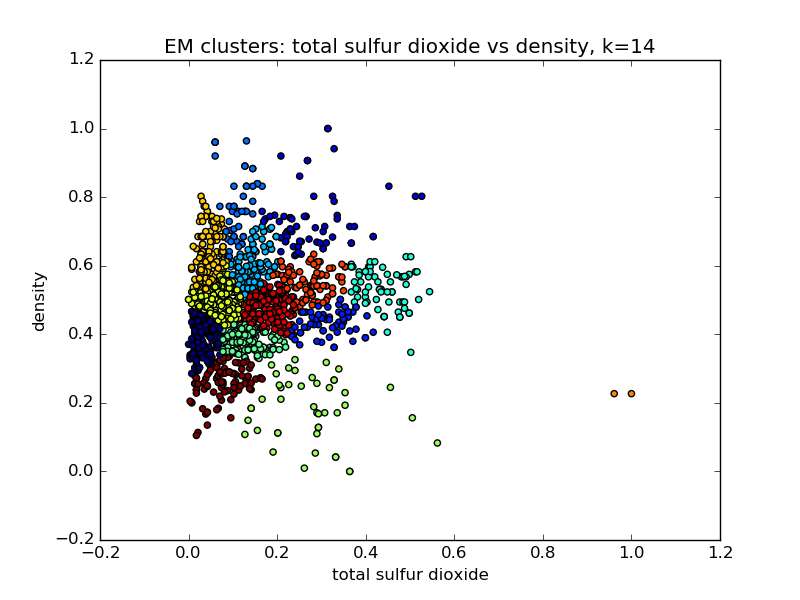 EM clusters: total sulfur dioxide vs density, k=14
1.2
1.0
0.8
0.6
0.4
0.2
0.0
−0.2
density
−0.2 0.0 0.2 0.4 0.6 0.8 1.0 1.2
total sulfur dioxide